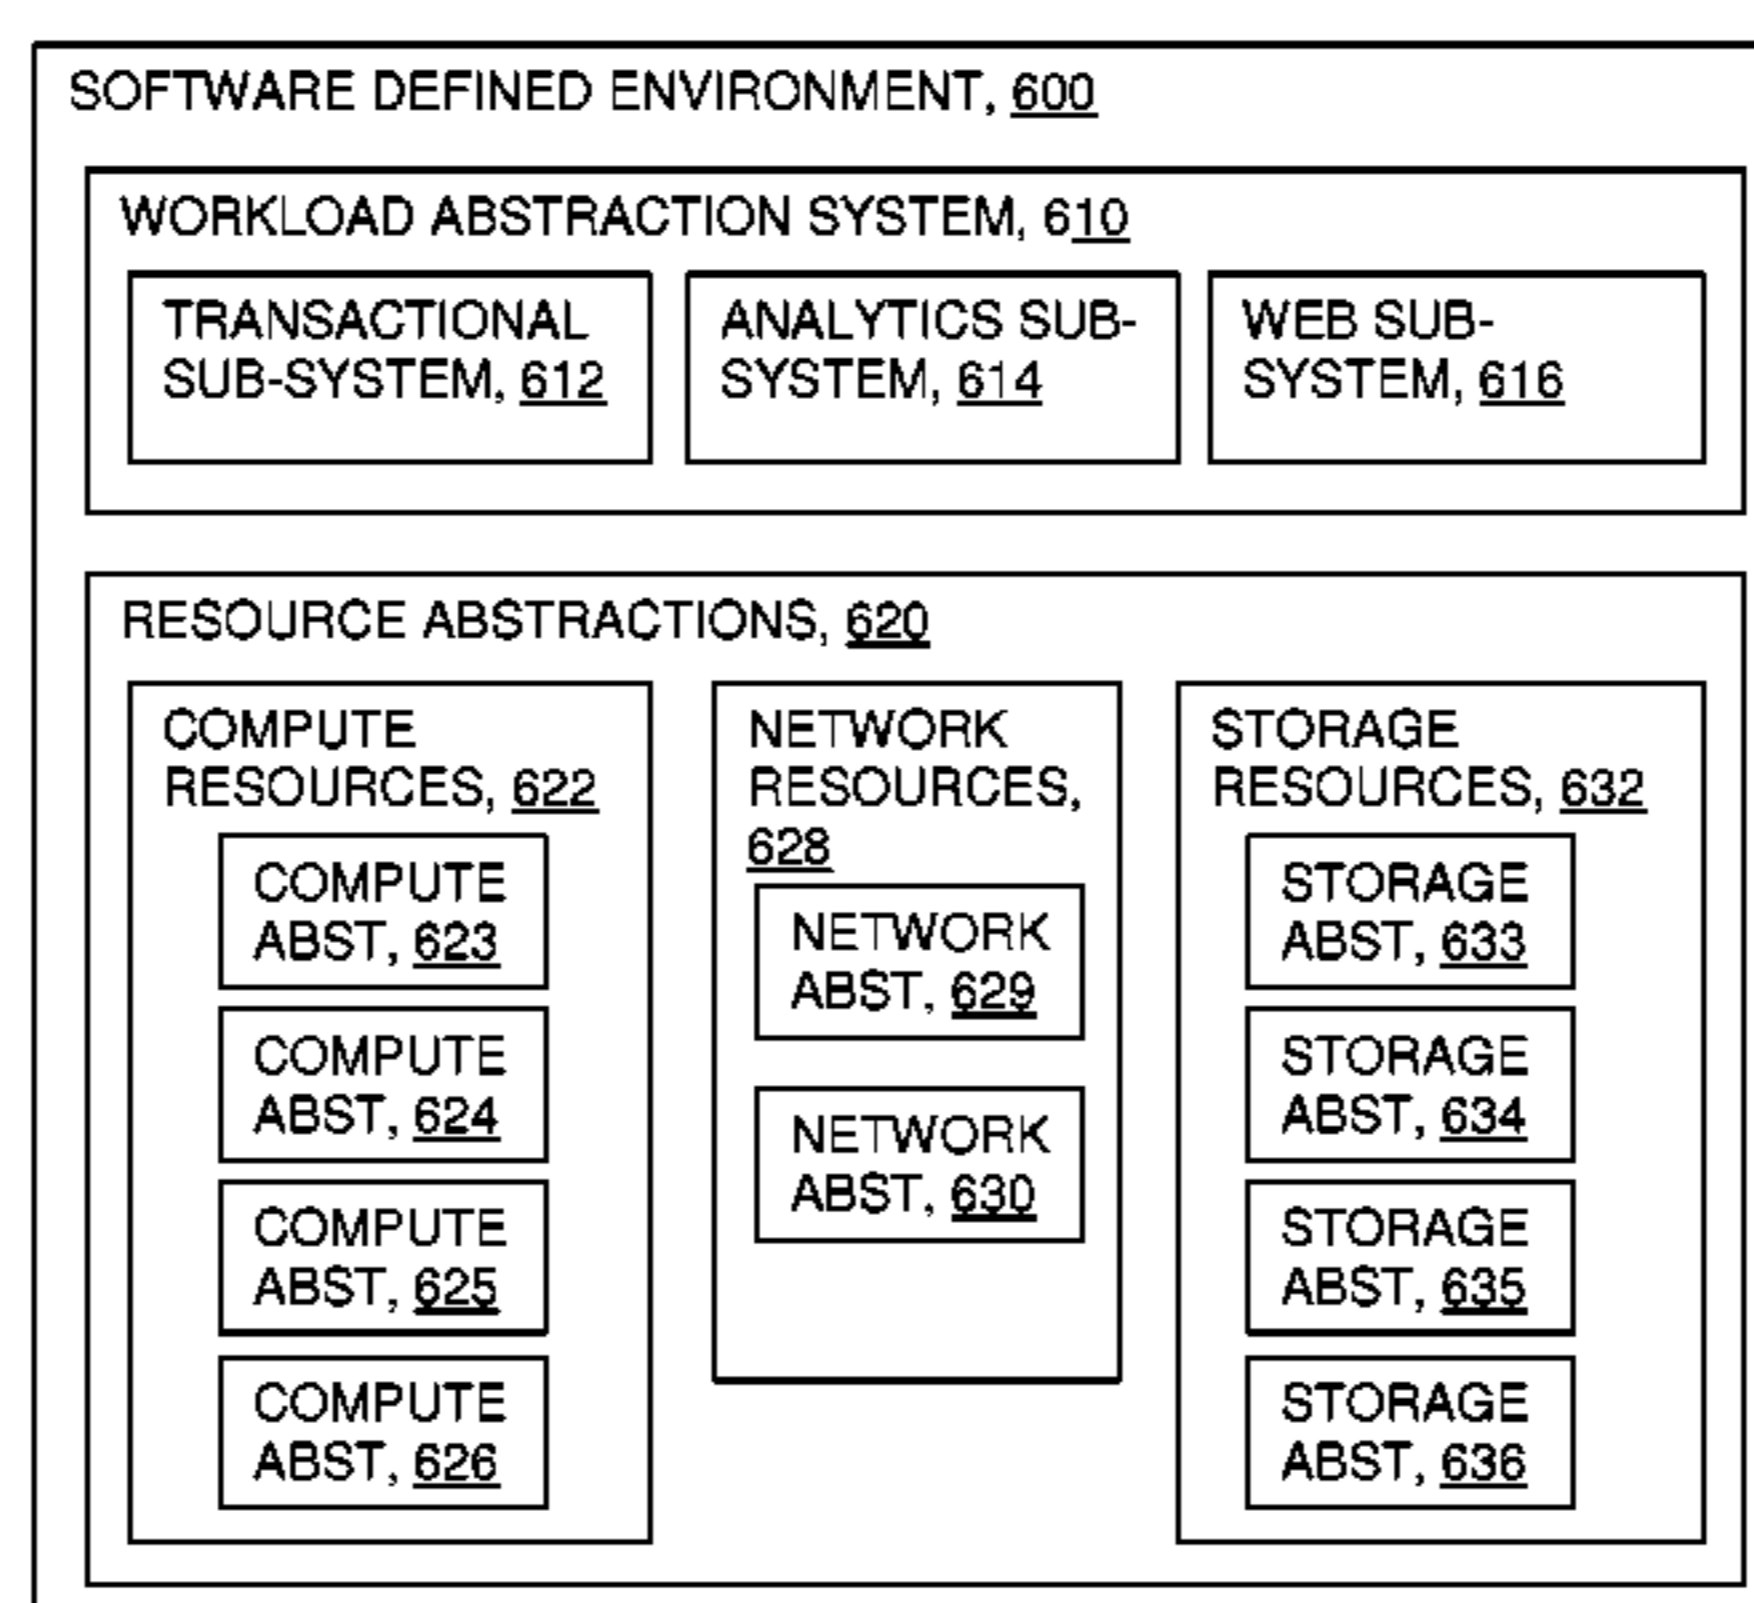 SOFTWARE DEFINED ENVIRONMENT, 600
WORKLOAD ABSTRACTION SYSTEM, 610
TRANSACTIONAL
SUB-SYSTEM, 612
ANALYTICS SUB-
SYSTEM, 614
WEB SUB-
SYSTEM, 616
RESOURCE ABSTRACTIONS, 620
COMPUTE
RESOURCES, 622
COMPUTE
ABST, 623
COMPUTE
ABST, 624
COMPUTE
ABST, 625
COMPUTE
ABST, 626
NETWORK
RESOURCES,
628
NETWORK
ABST, 629
NETWORK
ABST, 630
STORAGE
RESOURCES, 632
STORAGE
ABST, 633
STORAGE
ABST, 634
STORAGE
ABST, 635
STORAGE
ABST, 636